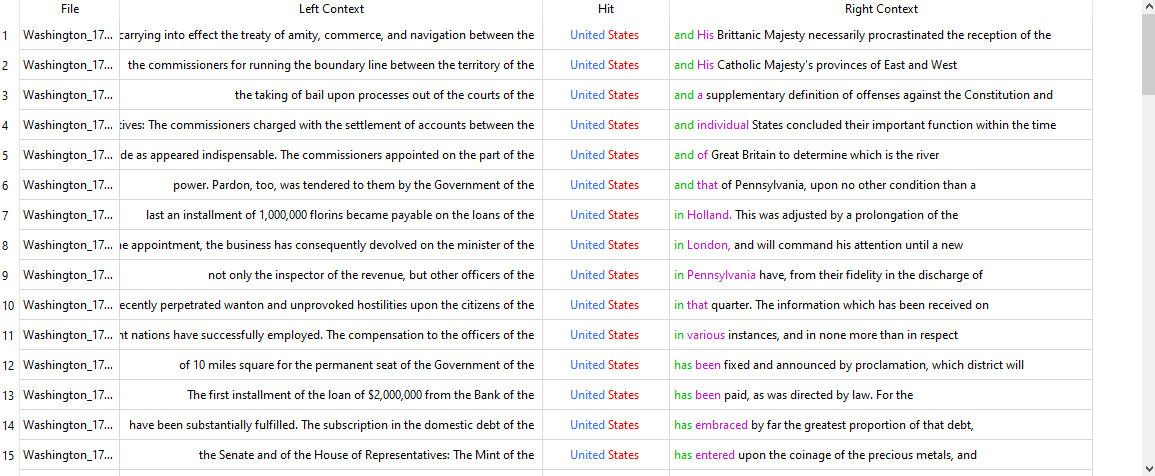 File Left Context Hit Right Context
1 Washington_17... carrying into effect the treaty of amity, commerce, and navigation between the United States and His Brittanic Majesty necessarily procrastinated the reception of the
2 Washington_17... the commissioners for running the boundary line between the territory of the United States and His Catholic Majesty's provinces of East and West
3 Washington_17... the taking of bail upon processes out of the courts of the United States and a supplementary definition of offenses against the Constitution and
4 Washington_17... tives: The commissioners charged with the settlement of accounts between the United States and individual States concluded their important function within the time
5 Washington_17... de as appeared indispensable. The commissioners appointed on the part of the United States and of Great Britain to determine which is the river
6 Washington_17... power. Pardon, too, was tendered to them by the Government of the United States and that of Pennsylvania, upon no other condition than a
7 Washington_17... last an installment of 1,000,000 florins became payable on the loans of the United States in Holland. This was adjusted by a prolongation of the
8 Washington_17... e appointment, the business has consequently devolved on the minister of the United States in London, and will command his attention until a new
9 Washington_17... not only the inspector of the revenue, but other officers of the United States in Pennsylvania have, from their fidelity in the discharge of
10 Washington_17... ecently perpetrated wanton and unprovoked hostilities upon the citizens of the United States in that quarter. The information which has been received on
11 Washington_17... nt nations have successfully employed. The compensation to the officers of the United States in various instances, and in none more than in respect
12 Washington_17... of 10 miles square for the permanent seat of the Government of the United States has been fixed and announced by proclamation, which district will
13 Washington_17... The first installment of the loan of $2,000,000 from the Bank of the United States has been paid, as was directed by law. For the
14 Washington_17... have been substantially fulfilled. The subscription in the domestic debt of the United States has embraced by far the greatest proportion of that debt,
15 Washington_17... the Senate and of the House of Representatives: The Mint of the United States has entered upon the coinage of the precious metals, and